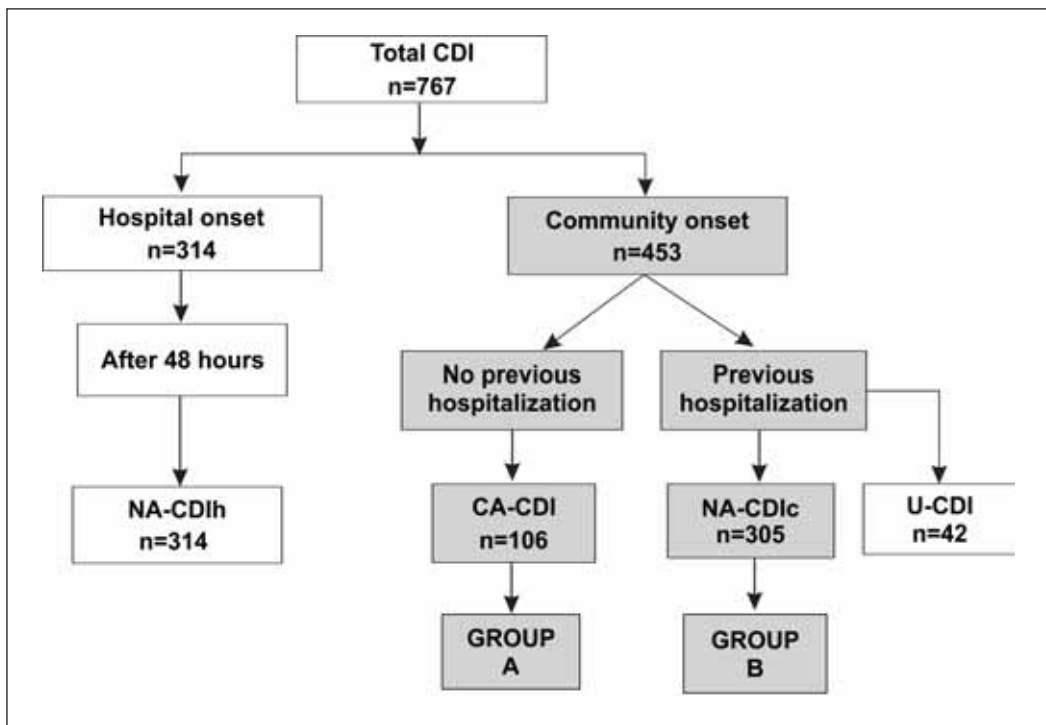 Total CDI
n=767
Hospital onset
n=314
Community onset
n=453
After 48 hours
No previous
hospitalization
Previous
hospitalization
NA-CDIh
n=314
CA-CDI
n=106
NA-CDIc
n=305
U-CDI
n=42
GROUP
A
GROUP
B